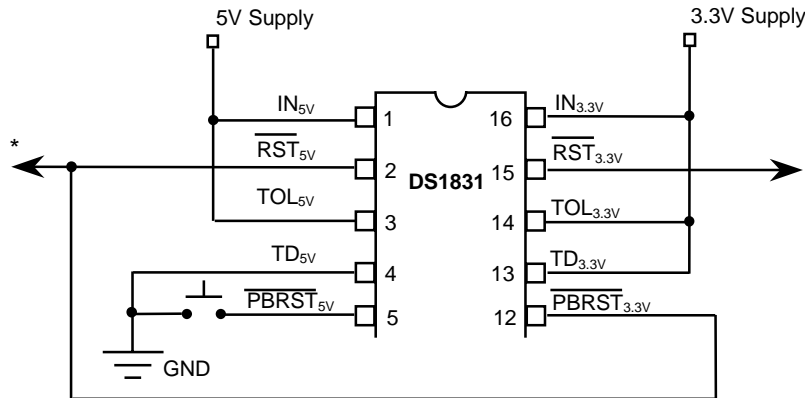 5V Supply
3.3V Supply
IN5V
1
16
IN3.3V
*
RST5V
2
15
RST3.3V
DS1831
TOL5V
3
14
TOL3.3V
TD5V
4
13
TD3.3V
PBRST5V
5
12
PBRST3.3V
GND